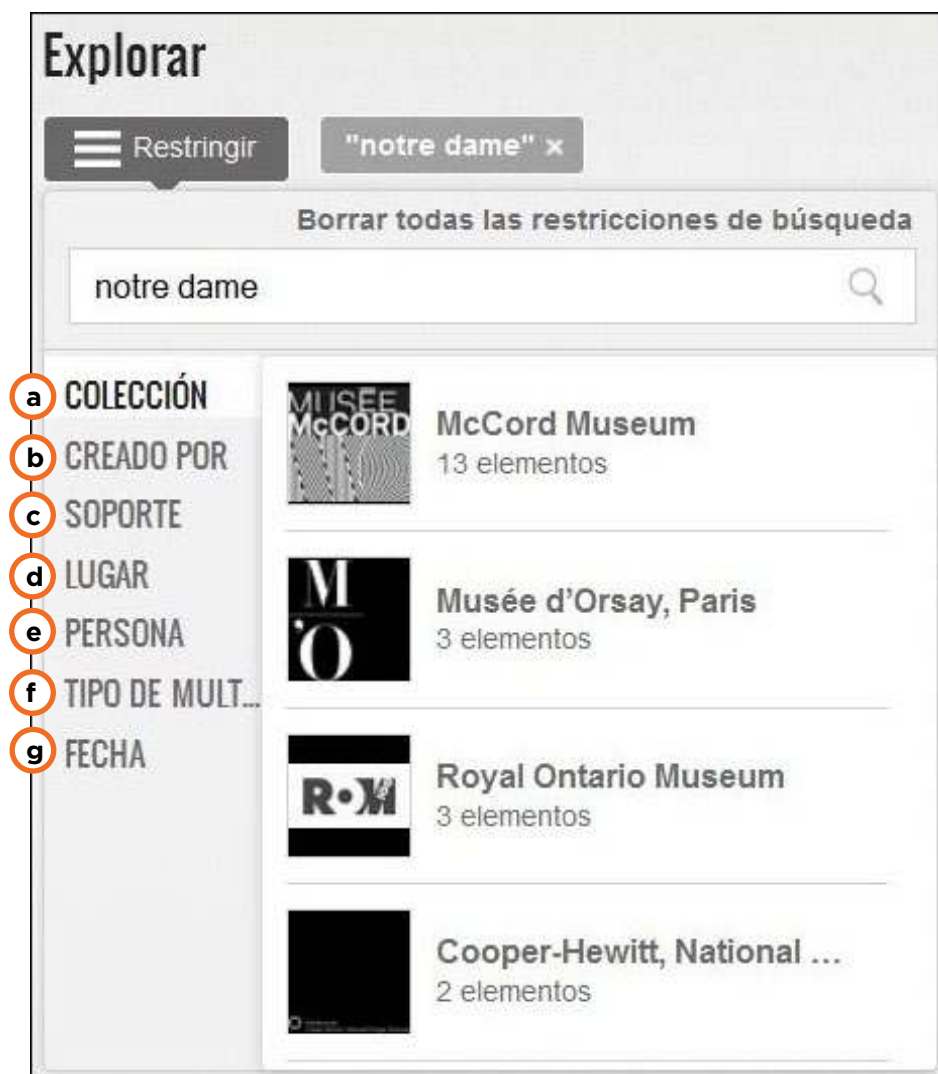 Explorar
Restringir "notre dame" ×
Borrar todas las restricciones de búsqueda
notre dame
a COLECCIÓN
b CREADO POR
c SOPORTE
d LUGAR
e PERSONA
f TIPO DE MULT...
g FECHA
MUSÉE
McCORD
McCord Museum
13 elementos
M
'O
Musée d'Orsay, Paris
3 elementos
ROM
Royal Ontario Museum
3 elementos
Cooper-Hewitt, National ...
2 elementos